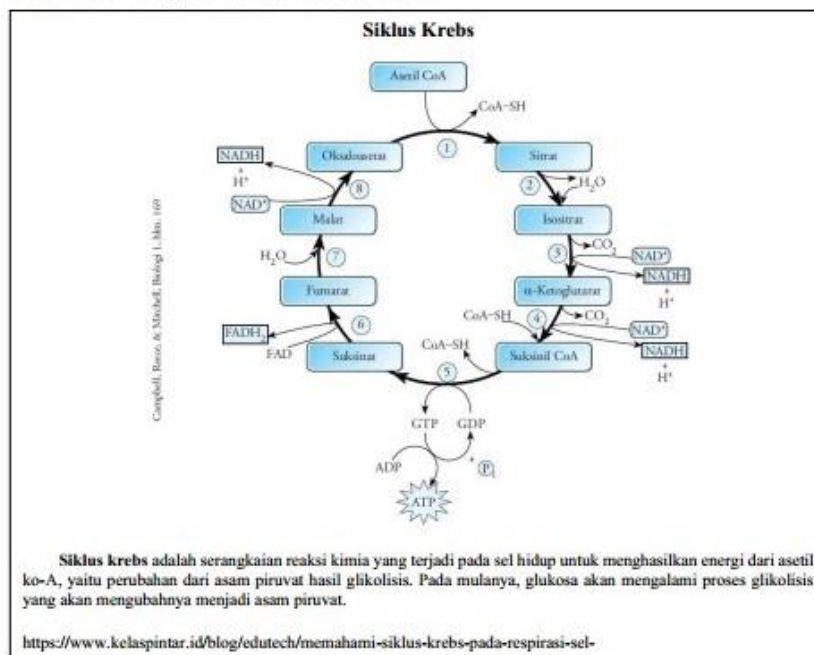 Siklus Krebs
Asetil CoA
CoA–SH
Oksaloasetat
1
Sitrat
NADH
+
H⁺
NAD⁺
8
2
H₂O
Malat
Isositrat
H₂O
7
3
CO₂
NAD⁺
NADH
+
H⁺
Fumarat
α-Ketoglutarat
FADH₂
FAD
6
CoA–SH
4
CO₂
NAD⁺
NADH
+
H⁺
Suksinat
CoA–SH
5
Suksinil CoA
GTP
GDP
+
Pi
ADP
ATP
Campbell, Reece, & Mitchell, Biologi 1, hlm. 169
Siklus krebs adalah serangkaian reaksi kimia yang terjadi pada sel hidup untuk menghasilkan energi dari asetil
ko-A, yaitu perubahan dari asam piruvat hasil glikolisis. Pada mulanya, glukosa akan mengalami proses glikolisis
yang akan mengubahnya menjadi asam piruvat.
https://www.kelaspintar.id/blog/edutech/memahami-siklus-krebs-pada-respirasi-sel-